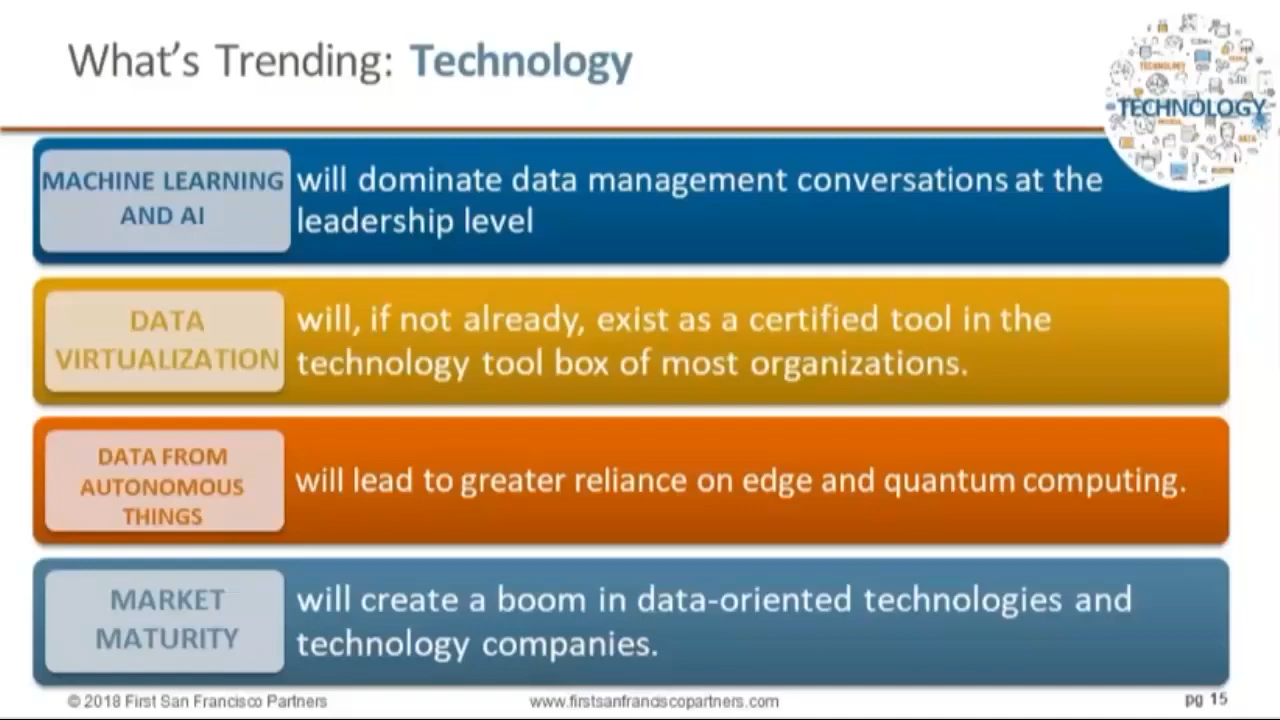 What's Trending: Technology
TECHNOLOGY
MACHINE LEARNING
AND AI
will dominate data management conversations at the
leadership level
DATA
VIRTUALIZATION
will, if not already, exist as a certified tool in the
technology tool box of most organizations.
DATA FROM
AUTONOMOUS
THINGS
will lead to greater reliance on edge and quantum computing.
MARKET
MATURITY
will create a boom in data-oriented technologies and
technology companies.
© 2018 First San Francisco Partners
www.firstsanfranciscopartners.com
pg 15